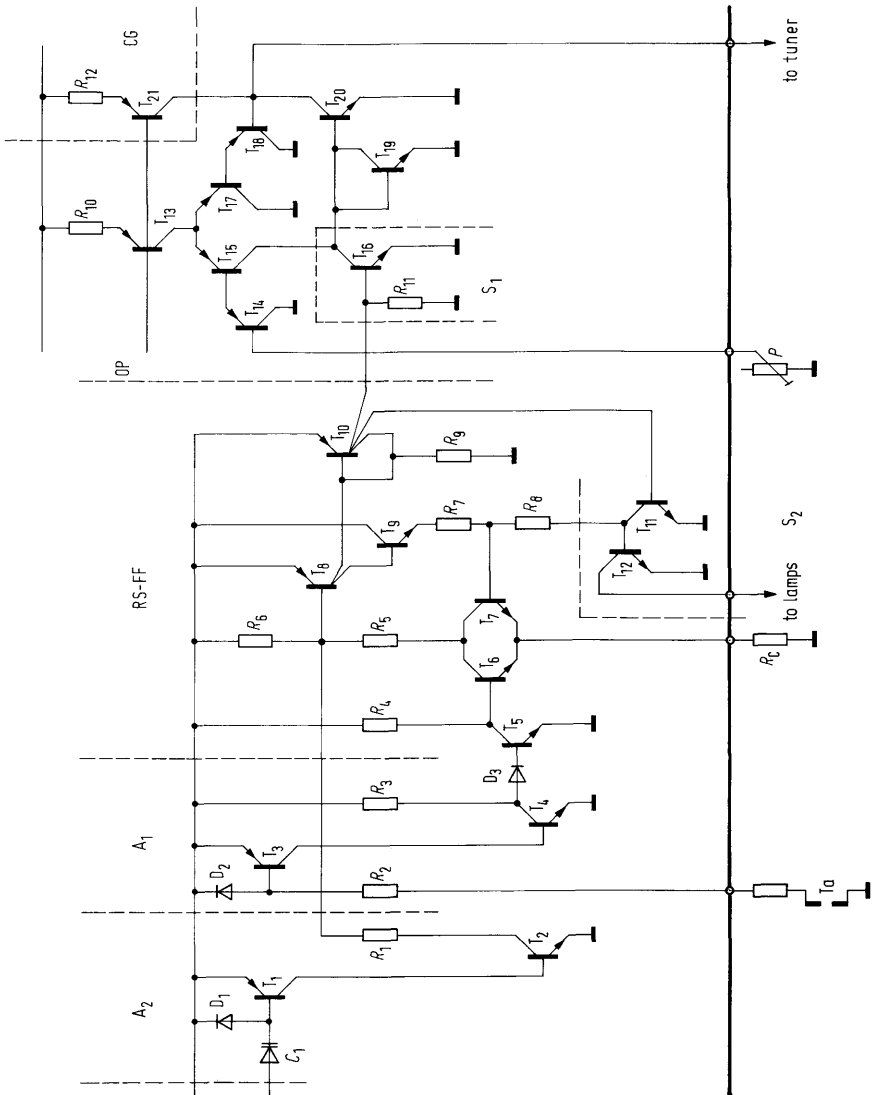 CG
R12
T21
R10
T13
T18
T17
T15
T14
T20
T19
T16
R11
S1
OP
to tuner
P
RS-FF
T10
R9
T8
T9
R7
R8
R6
R5
T7
T6
T11
T12
S2
to lamps
RC
R4
T5
D3
A1
R3
T4
D2
T3
R2
Ta
A2
R1
T2
D1
T1
C1